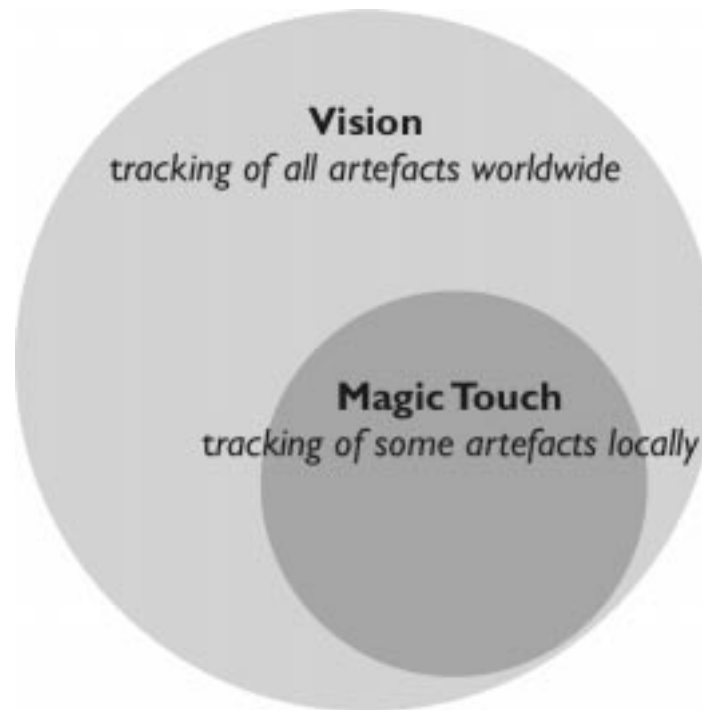 Vision
tracking of all artefacts worldwide
Magic Touch
tracking of some artefacts locally